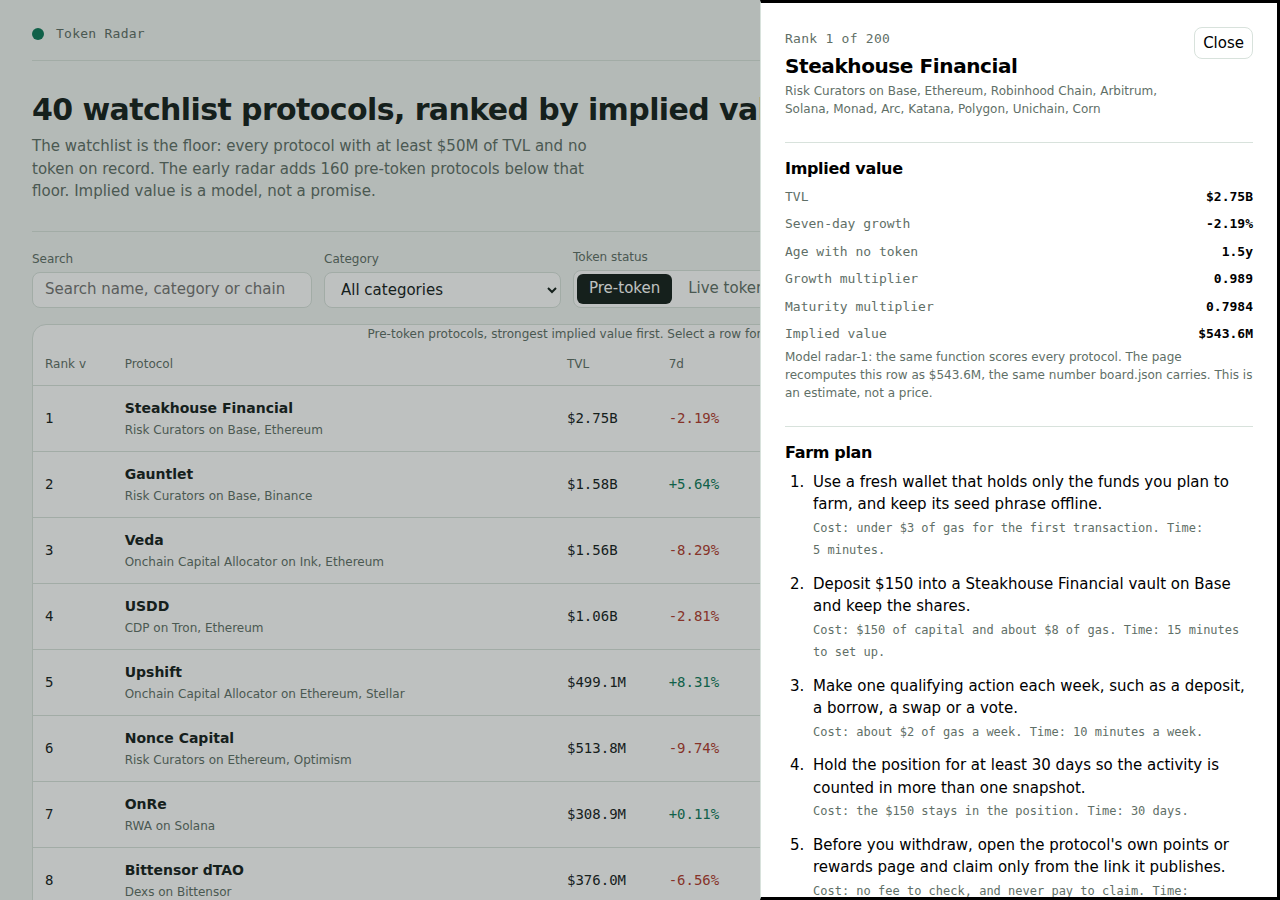 Token Radar
40 watchlist protocols, ranked by implied va
The watchlist is the floor: every protocol with at least $50M of TVL and no
token on record. The early radar adds 160 pre-token protocols below that
floor. Implied value is a model, not a promise.
Search
Category
Token status
Search name, category or chain
All categories
Pre-token
Live token
Pre-token protocols, strongest implied value first. Select a row for
Rank v
Protocol
TVL
7d
1
Steakhouse Financial
Risk Curators on Base, Ethereum
$2.75B
-2.19%
2
Gauntlet
Risk Curators on Base, Binance
$1.58B
+5.64%
3
Veda
Onchain Capital Allocator on Ink, Ethereum
$1.56B
-8.29%
4
USDD
CDP on Tron, Ethereum
$1.06B
-2.81%
5
Upshift
Onchain Capital Allocator on Ethereum, Stellar
$499.1M
+8.31%
6
Nonce Capital
Risk Curators on Ethereum, Optimism
$513.8M
-9.74%
7
OnRe
RWA on Solana
$308.9M
+0.11%
8
Bittensor dTAO
Dexs on Bittensor
$376.0M
-6.56%
Rank 1 of 200
Close
Steakhouse Financial
Risk Curators on Base, Ethereum, Robinhood Chain, Arbitrum,
Solana, Monad, Arc, Katana, Polygon, Unichain, Corn
Implied value
TVL $2.75B
Seven-day growth -2.19%
Age with no token 1.5y
Growth multiplier 0.989
Maturity multiplier 0.7984
Implied value $543.6M
Model radar-1: the same function scores every protocol. The page
recomputes this row as $543.6M, the same number board.json carries. This is
an estimate, not a price.
Farm plan
1. Use a fresh wallet that holds only the funds you plan to
farm, and keep its seed phrase offline.
Cost: under $3 of gas for the first transaction. Time:
5 minutes.
2. Deposit $150 into a Steakhouse Financial vault on Base
and keep the shares.
Cost: $150 of capital and about $8 of gas. Time: 15 minutes
to set up.
3. Make one qualifying action each week, such as a deposit,
a borrow, a swap or a vote.
Cost: about $2 of gas a week. Time: 10 minutes a week.
4. Hold the position for at least 30 days so the activity is
counted in more than one snapshot.
Cost: the $150 stays in the position. Time: 30 days.
5. Before you withdraw, open the protocol's own points or
rewards page and claim only from the link it publishes.
Cost: no fee to check, and never pay to claim. Time: